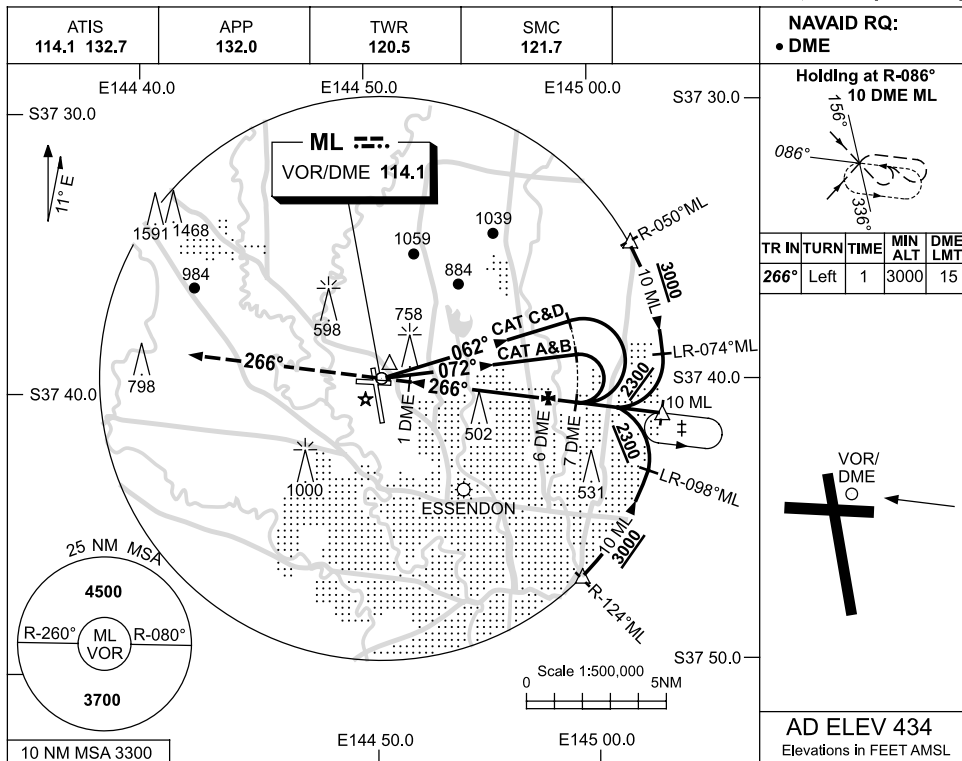 ATIS
114.1 132.7
APP
132.0
TWR
120.5
SMC
121.7
NAVAID RQ:
• DME
E144 40.0
E144 50.0
E145 00.0
S37 30.0
S37 30.0
11° E
ML
VOR/DME 114.1
1591
1468
984
1059
1039
884
598
758
798
R-050°ML
10 ML
3000
062°
CAT C&D
072°
CAT A&B
266°
266°
LR-074°ML
2300
S37 40.0
S37 40.0
10 ML
‡
1 DME
6 DME
7 DME
502
2300
LR-098°ML
531
1000
ESSENDON
10 ML
3000
R-124°ML
25 NM MSA
4500
R-260°
ML
VOR
R-080°
3700
10 NM MSA 3300
S37 50.0
Scale 1:500,000
0
5NM
E144 50.0
E145 00.0
Holding at R-086°
10 DME ML
156°
086°
336°
TR IN
TURN
TIME
MIN
ALT
DME
LMT
266°
Left
1
3000
15
VOR/
DME
AD ELEV 434
Elevations in FEET AMSL